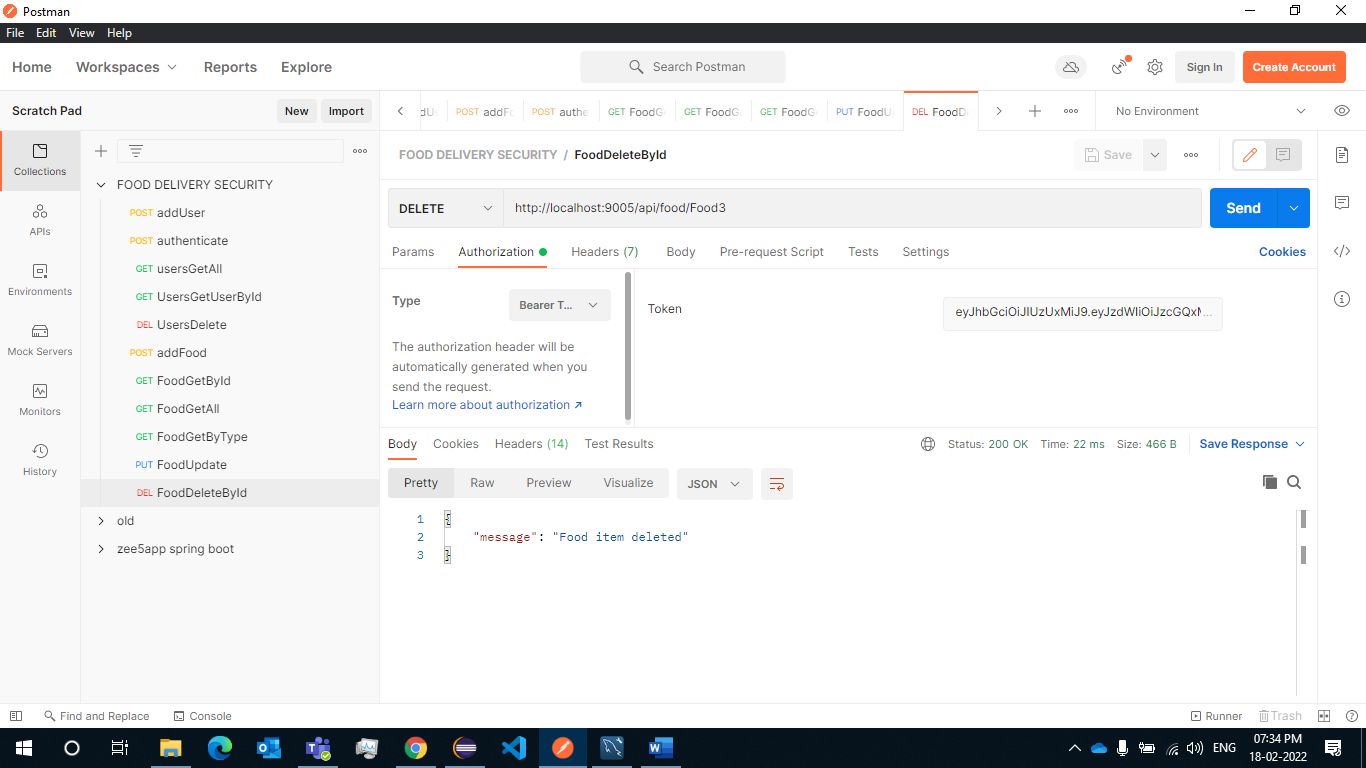 Postman
File Edit View Help
Home Workspaces Reports Explore Search Postman Sign In Create Account
Scratch Pad New Import
POST addFo POST authe GET FoodG GET FoodG GET FoodG PUT FoodU DEL FoodDe No Environment
FOOD DELIVERY SECURITY / FoodDeleteById Save
Collections
APIs
Environments
Mock Servers
Monitors
History
FOOD DELIVERY SECURITY
POST addUser
POST authenticate
GET usersGetAll
GET UsersGetUserById
DEL UsersDelete
POST addFood
GET FoodGetById
GET FoodGetAll
GET FoodGetByType
PUT FoodUpdate
DEL FoodDeleteById
old
zee5app spring boot
DELETE http://localhost:9005/api/food/Food3 Send
Params Authorization Headers (7) Body Pre-request Script Tests Settings Cookies
Type Bearer T...
The authorization header will be
automatically generated when you
send the request.
Learn more about authorization ↗
Token
Body Cookies Headers (14) Test Results Status: 200 OK Time: 22 ms Size: 466 B Save Response
Pretty Raw Preview Visualize JSON
1 {
2 "message": "Food item deleted"
3 }
Find and Replace Console Runner Trash
ENG
07:34 PM
18-02-2022